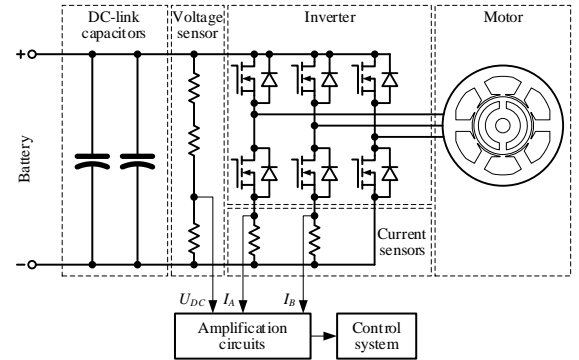 DC-link
capacitors
Voltage
sensor
Inverter
Motor
+
Battery
−
Current
sensors
U_DC
I_A
I_B
Amplification
circuits
Control
system